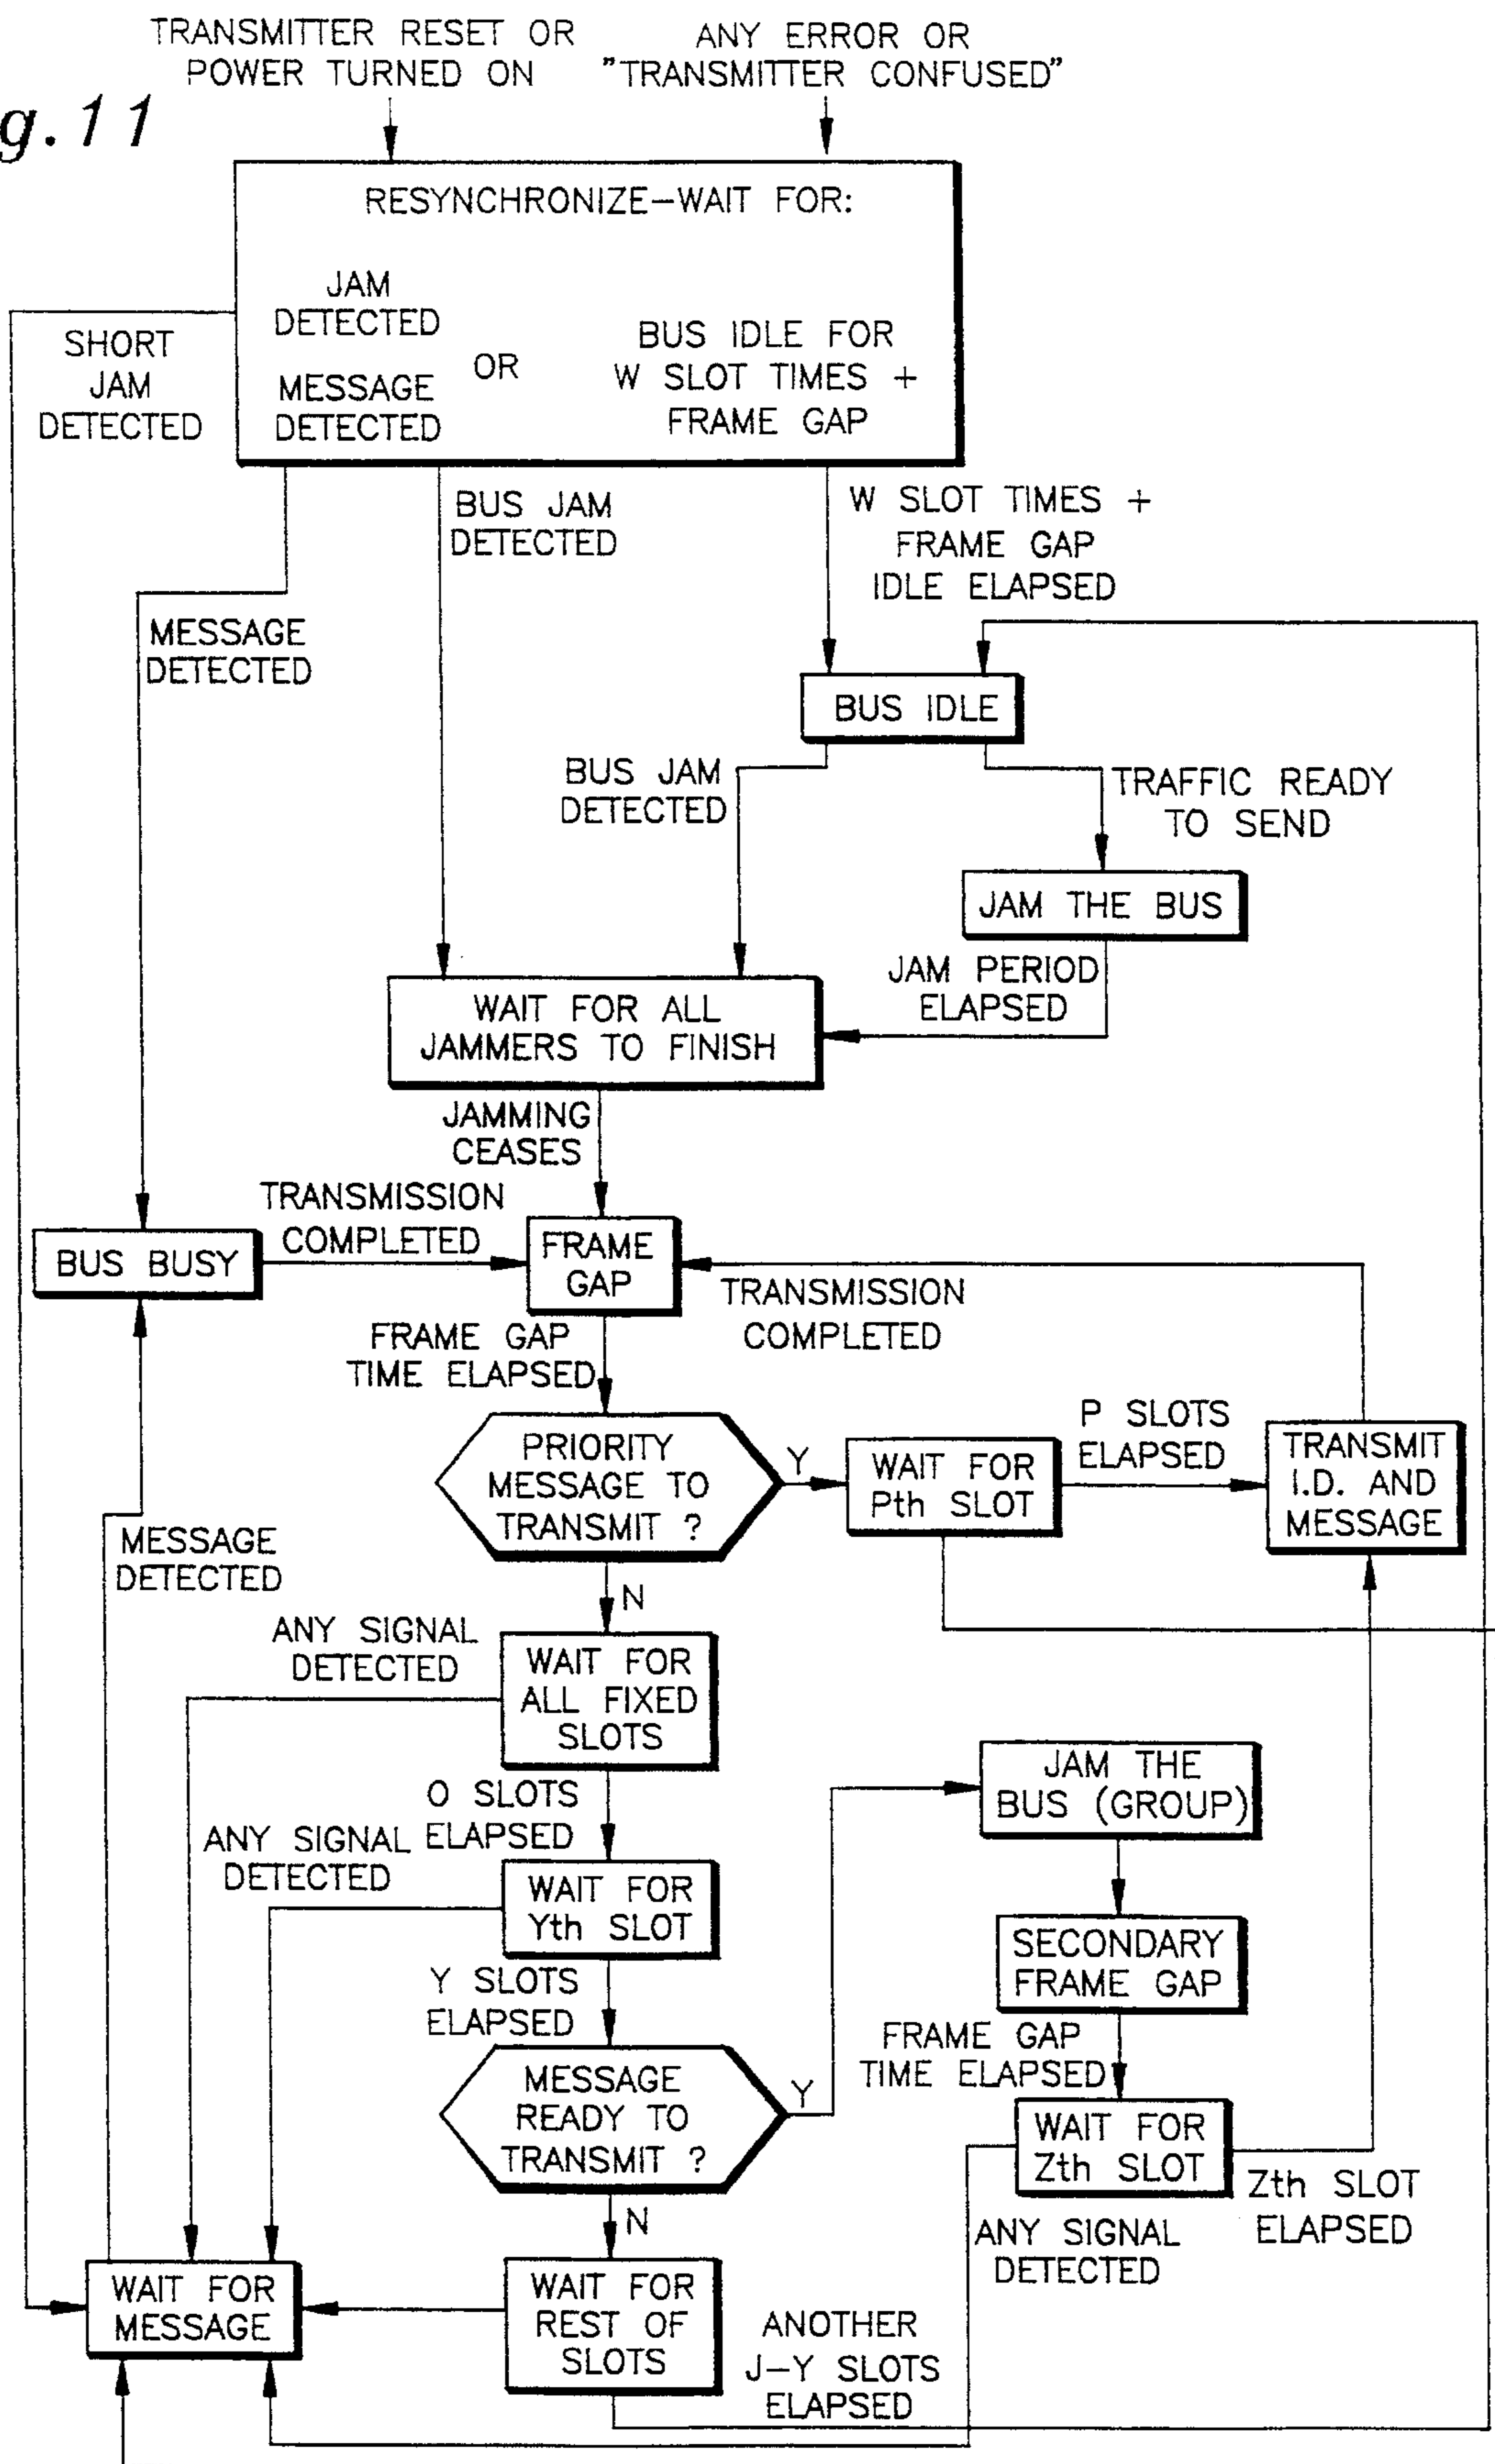 TRANSMITTER RESET OR
POWER TURNED ON
ANY ERROR OR
"TRANSMITTER CONFUSED"
g.11
RESYNCHRONIZE-WAIT FOR:
JAM
DETECTED
MESSAGE
DETECTED
OR
BUS IDLE FOR
W SLOT TIMES +
FRAME GAP
SHORT
JAM
DETECTED
BUS JAM
DETECTED
W SLOT TIMES +
FRAME GAP
IDLE ELAPSED
MESSAGE
DETECTED
BUS IDLE
BUS JAM
DETECTED
TRAFFIC READY
TO SEND
JAM THE BUS
JAM PERIOD
ELAPSED
WAIT FOR ALL
JAMMERS TO FINISH
JAMMING
CEASES
TRANSMISSION
COMPLETED
BUS BUSY
FRAME
GAP
TRANSMISSION
COMPLETED
FRAME GAP
TIME ELAPSED
PRIORITY
MESSAGE TO
TRANSMIT ?
Y
WAIT FOR
Pth SLOT
P SLOTS
ELAPSED
TRANSMIT
I.D. AND
MESSAGE
MESSAGE
DETECTED
N
ANY SIGNAL
DETECTED
WAIT FOR
ALL FIXED
SLOTS
O SLOTS
ELAPSED
ANY SIGNAL
DETECTED
WAIT FOR
Yth SLOT
JAM THE
BUS (GROUP)
SECONDARY
FRAME GAP
Y SLOTS
ELAPSED
FRAME GAP
TIME ELAPSED
MESSAGE
READY TO
TRANSMIT ?
Y
WAIT FOR
Zth SLOT
Zth SLOT
ELAPSED
ANY SIGNAL
DETECTED
N
WAIT FOR
MESSAGE
WAIT FOR
REST OF
SLOTS
ANOTHER
J-Y SLOTS
ELAPSED